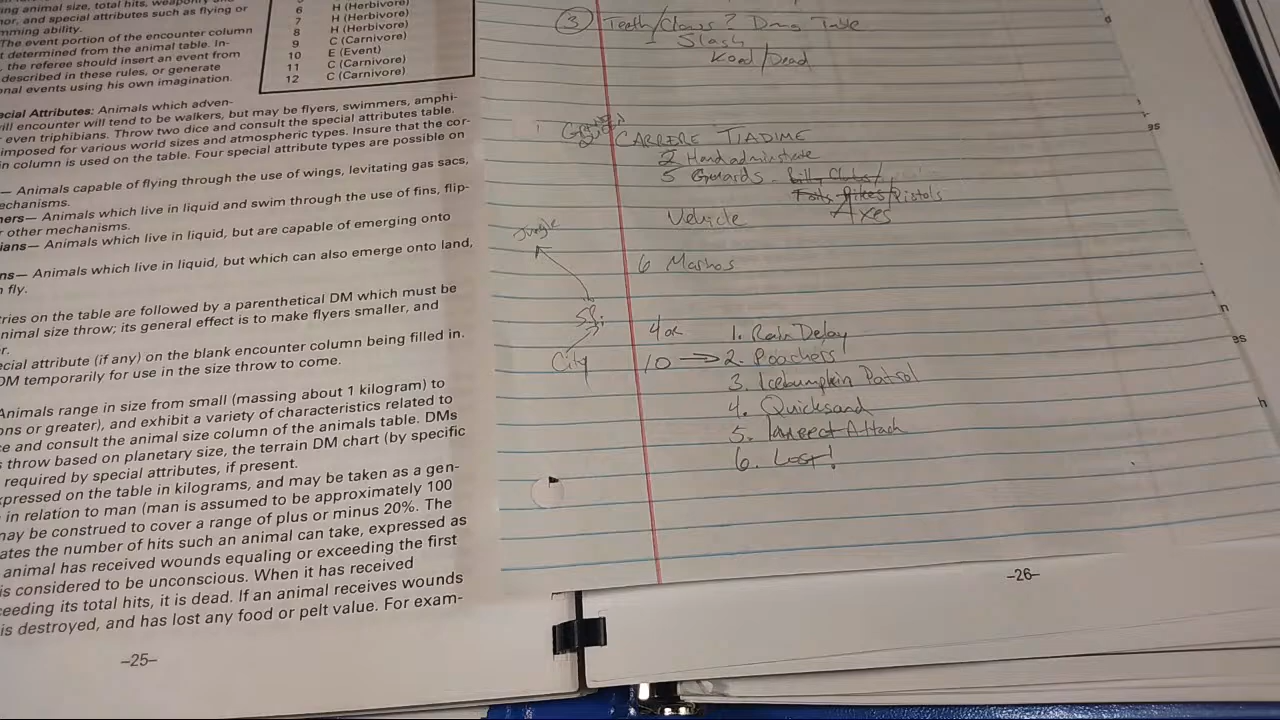 ing animal size, total hits, weaponry and
or, and special attributes such as flying or
mming ability.
The event portion of the encounter column
t determined from the animal table. In-
, the referee should insert an event from
described in these rules, or generate
onal events using his own imagination.
6 H (Herbivore)
7 H (Herbivore)
8 H (Herbivore)
9 C (Carnivore)
10 E (Event)
11 C (Carnivore)
12 C (Carnivore)
ecial Attributes: Animals which adven-
ill encounter will tend to be walkers, but may be flyers, swimmers, amphi-
r even triphibians. Throw two dice and consult the special attributes table.
imposed for various world sizes and atmospheric types. Insure that the cor-
n column is used on the table. Four special attribute types are possible on
— Animals capable of flying through the use of wings, levitating gas sacs,
echanisms.
ners— Animals which live in liquid and swim through the use of fins, flip-
r other mechanisms.
ians— Animals which live in liquid, but are capable of emerging onto
ns— Animals which live in liquid, but which can also emerge onto land,
n fly.
tries on the table are followed by a parenthetical DM which must be
nimal size throw; its general effect is to make flyers smaller, and
r.
ecial attribute (if any) on the blank encounter column being filled in.
DM temporarily for use in the size throw to come.
Animals range in size from small (massing about 1 kilogram) to
ons or greater), and exhibit a variety of characteristics related to
ce and consult the animal size column of the animals table. DMs
s throw based on planetary size, the terrain DM chart (by specific
required by special attributes, if present.
xpressed on the table in kilograms, and may be taken as a gen-
in relation to man (man is assumed to be approximately 100
may be construed to cover a range of plus or minus 20%. The
ates the number of hits such an animal can take, expressed as
animal has received wounds equaling or exceeding the first
is considered to be unconscious. When it has received
ceeding its total hits, it is dead. If an animal receives wounds
is destroyed, and has lost any food or pelt value. For exam-
–25–
3 Teeth/Claws? Dmg Table
- Slash
Koed/Dead
CARRERE TIADIME
2 Hand
5 Guards - Billy Clubs/
Pikes/Pistols
Axes
Vehicle
Jungle
6
City
4 or 1. Rain Delay
10 → 2. Poachers
3. Icebumpkin Patrol
4. Quicksand
5. Insect Attack
6. Lost!
–26–